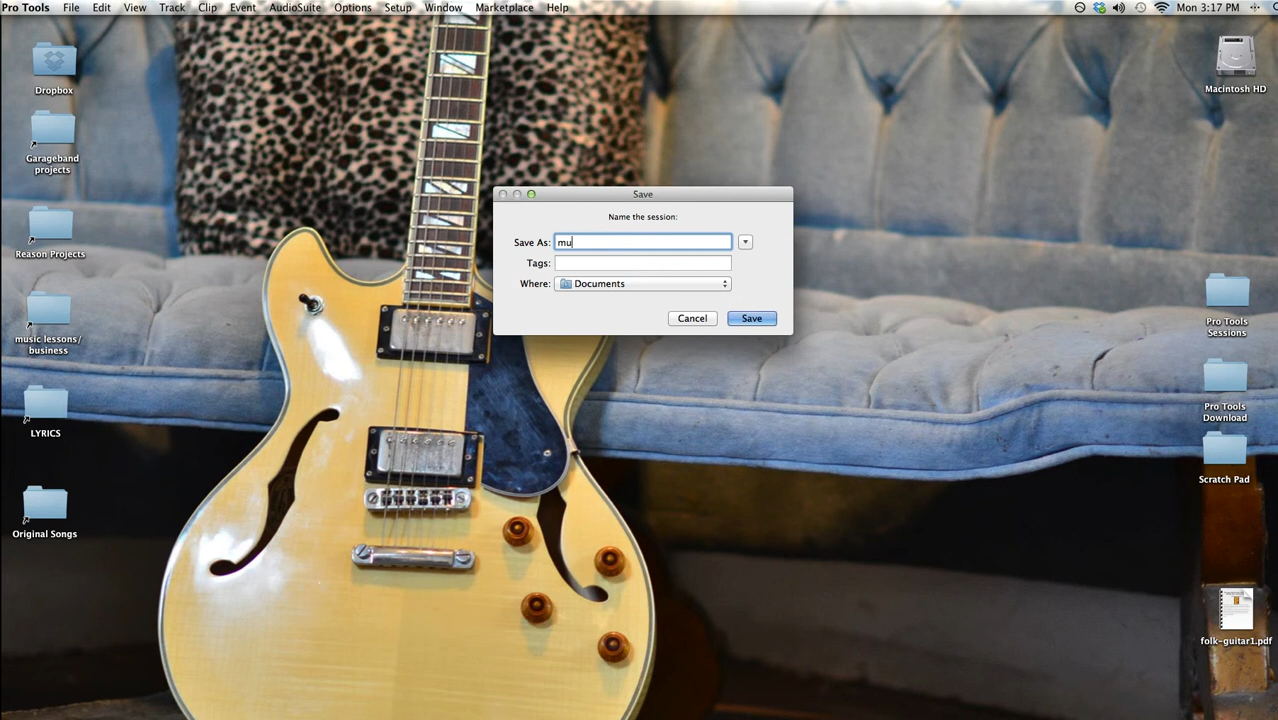 Pro Tools File Edit View Track Clip Event AudioSuite Options Setup Window Marketplace Help Mon 3:17 PM
Dropbox
Garageband
projects
Reason Projects
music lessons/
business
LYRICS
Original Songs
Save
Name the session:
Save As: mu
Tags:
Where: Documents
Cancel Save
Macintosh HD
Pro Tools
Sessions
Pro Tools
Download
Scratch Pad
folk-guitar1.pdf